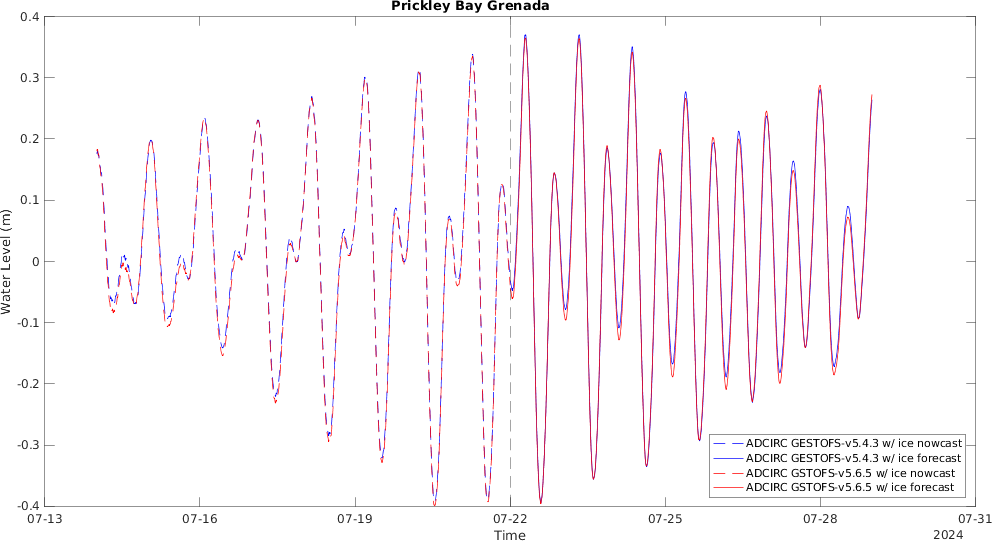 Prickley Bay Grenada
Water Level (m)
0.4
0.3
0.2
0.1
0
-0.1
-0.2
-0.3
-0.4
ADCIRC GESTOFS-v5.4.3 w/ ice nowcast
ADCIRC GESTOFS-v5.4.3 w/ ice forecast
ADCIRC GSTOFS-v5.6.5 w/ ice nowcast
ADCIRC GSTOFS-v5.6.5 w/ ice forecast
07-13 07-16 07-19 07-22 07-25 07-28 07-31
Time
2024